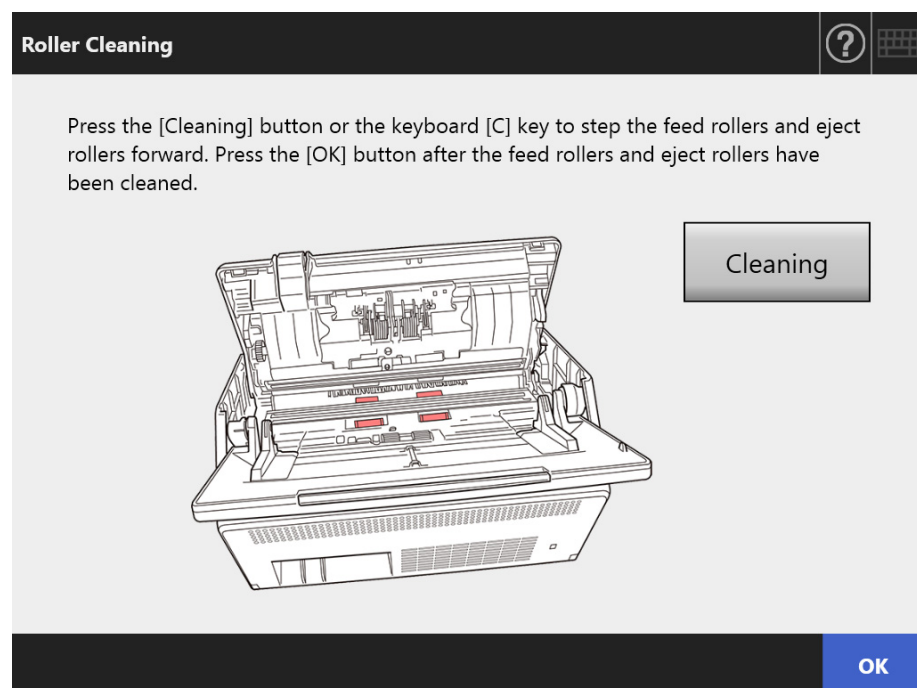 Roller Cleaning
?
Press the [Cleaning] button or the keyboard [C] key to step the feed rollers and eject
rollers forward. Press the [OK] button after the feed rollers and eject rollers have
been cleaned.
Cleaning
OK